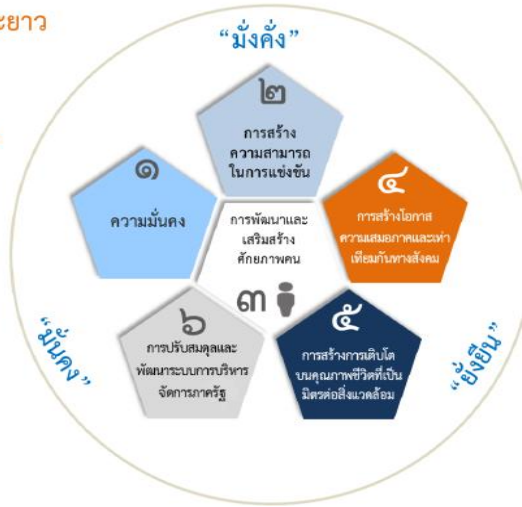 ะยาว
“มั่งคั่ง”
๒
การสร้าง
ความสามารถ
ในการแข่งขัน
๑
ความมั่นคง
การพัฒนาและ
เสริมสร้าง
ศักยภาพคน
๓
๔
การสร้างโอกาส
ความเสมอภาคและเท่า
เทียมกันทางสังคม
๖
การปรับสมดุลและ
พัฒนาระบบการบริหาร
จัดการภาครัฐ
๕
การสร้างการเติบโต
บนคุณภาพชีวิตที่เป็น
มิตรต่อสิ่งแวดล้อม
“มั่นคง”
“ยั่งยืน”